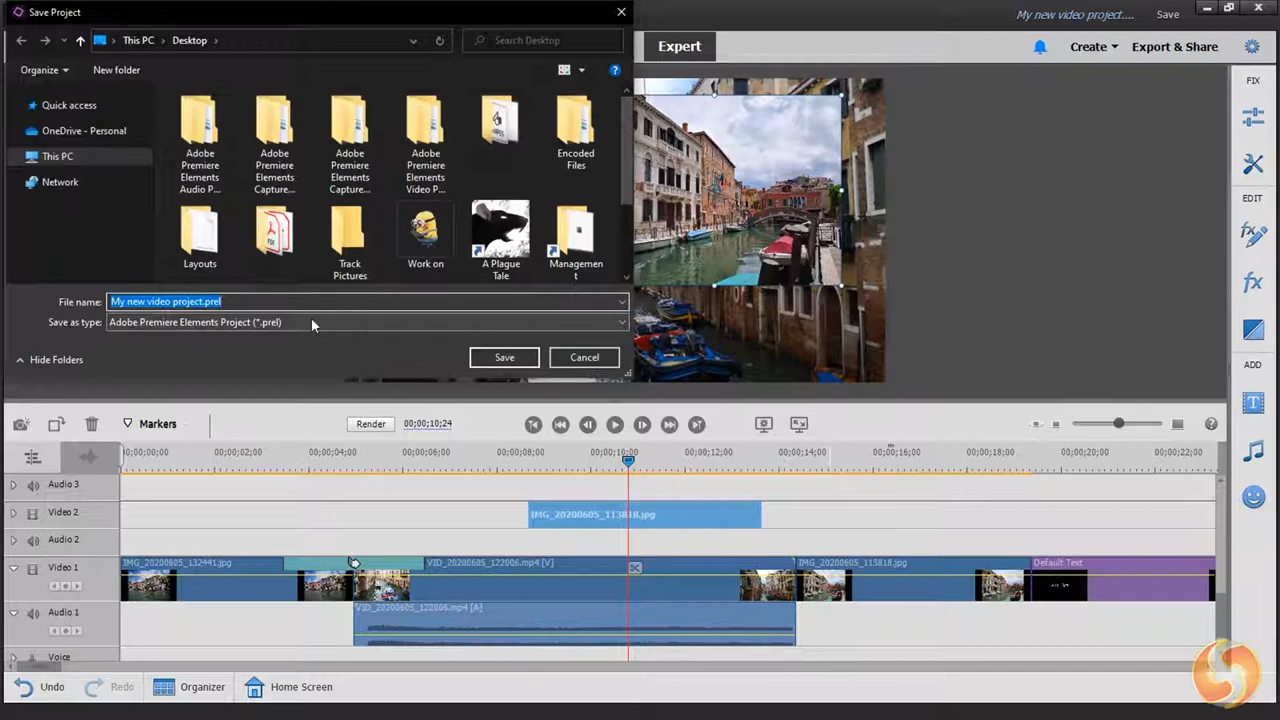 Save Project
My new video project....
Save
This PC
Desktop
Search Desktop
Expert
Create
Export & Share
Organize
New folder
FIX
Quick access
OneDrive - Personal
This PC
Network
Adobe
Premiere
Elements
Audio P...
Adobe
Premiere
Elements
Capture...
Adobe
Premiere
Elements
Capture...
Adobe
Premiere
Elements
Video P...
Encoded
Files
Layouts
Track
Pictures
Work on
A Plague
Tale
Managemen
t
EDIT
File name:
My new video project.prel
Save as type:
Adobe Premiere Elements Project (*.prel)
Hide Folders
Save
Cancel
ADD
Markers
Render
00;00;10;24
00;00;00;00
00;00;02;00
00;00;04;00
00;00;06;00
00;00;08;00
00;00;10;00
00;00;12;00
00;00;14;00
00;00;16;00
00;00;18;00
00;00;20;00
00;00;22;00
Audio 3
Video 2
IMG_20200605_113818.jpg
Audio 2
Video 1
IMG_20200605_132441.jpg
VID_20200605_122006.mp4 [V]
IMG_20200605_113818.jpg
Default Text
Audio 1
VID_20200605_122006.mp4 [A]
Voice
Undo
Redo
Organizer
Home Screen